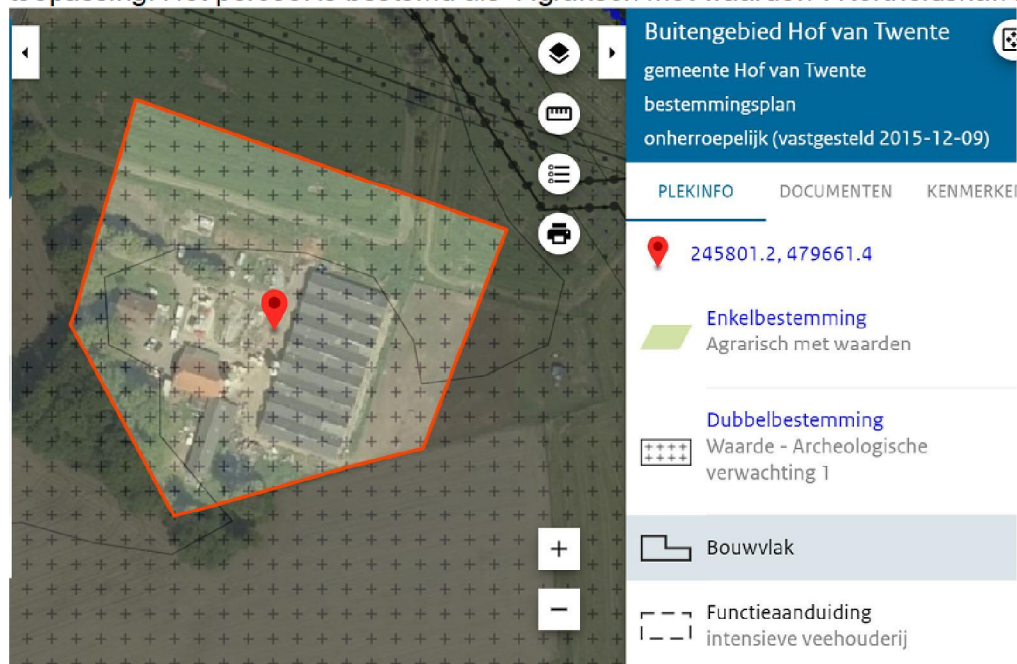 Buitengebied Hof van Twente
gemeente Hof van Twente
bestemmingsplan
onherroepelijk (vastgesteld 2015-12-09)
PLEKINFO DOCUMENTEN
245801.2, 479661.4
Enkelbestemming
Agrarisch met waarden
Dubbelbestemming
Waarde - Archeologische
verwachting 1
Bouwvlak
Functieaanduiding
intensieve veehouderij